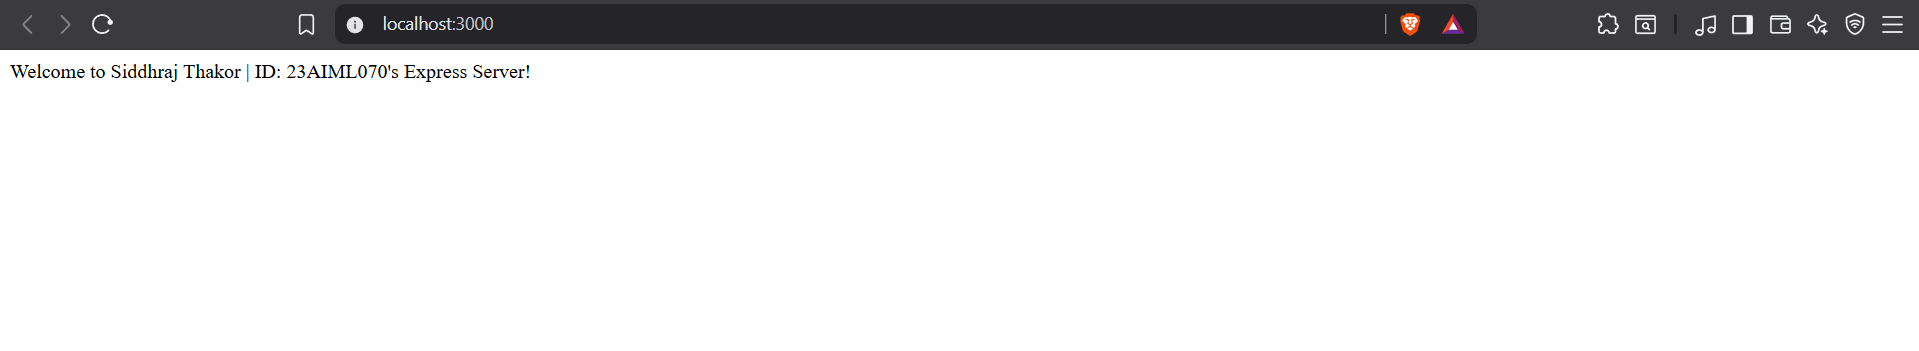 localhost:3000
Welcome to Siddhraj Thakor | ID: 23AIML070's Express Server!